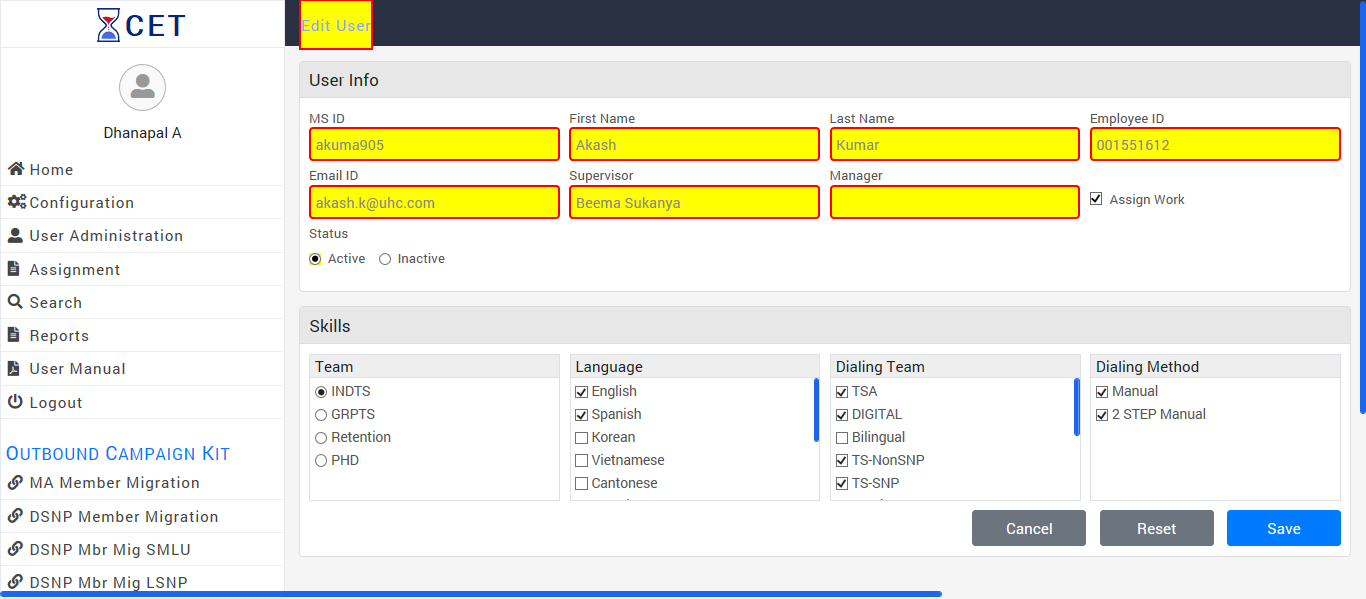 CET
Edit User
Dhanapal A
Home
Configuration
User Administration
Assignment
Search
Reports
User Manual
Logout
OUTBOUND CAMPAIGN KIT
MA Member Migration
DSNP Member Migration
DSNP Mbr Mig SMLU
DSNP Mbr Mig LSNP
User Info
MS ID First Name Last Name Employee ID
akuma905 Akash Kumar 001551612
Email ID Supervisor Manager
akash.k@uhc.com Beema Sukanya Assign Work
Status
Active Inactive
Skills
Team Language Dialing Team Dialing Method
INDTS English TSA Manual
GRPTS Spanish DIGITAL 2 STEP Manual
Retention Korean Bilingual
PHD Vietnamese TS-NonSNP
Cantonese TS-SNP
Cancel Reset Save